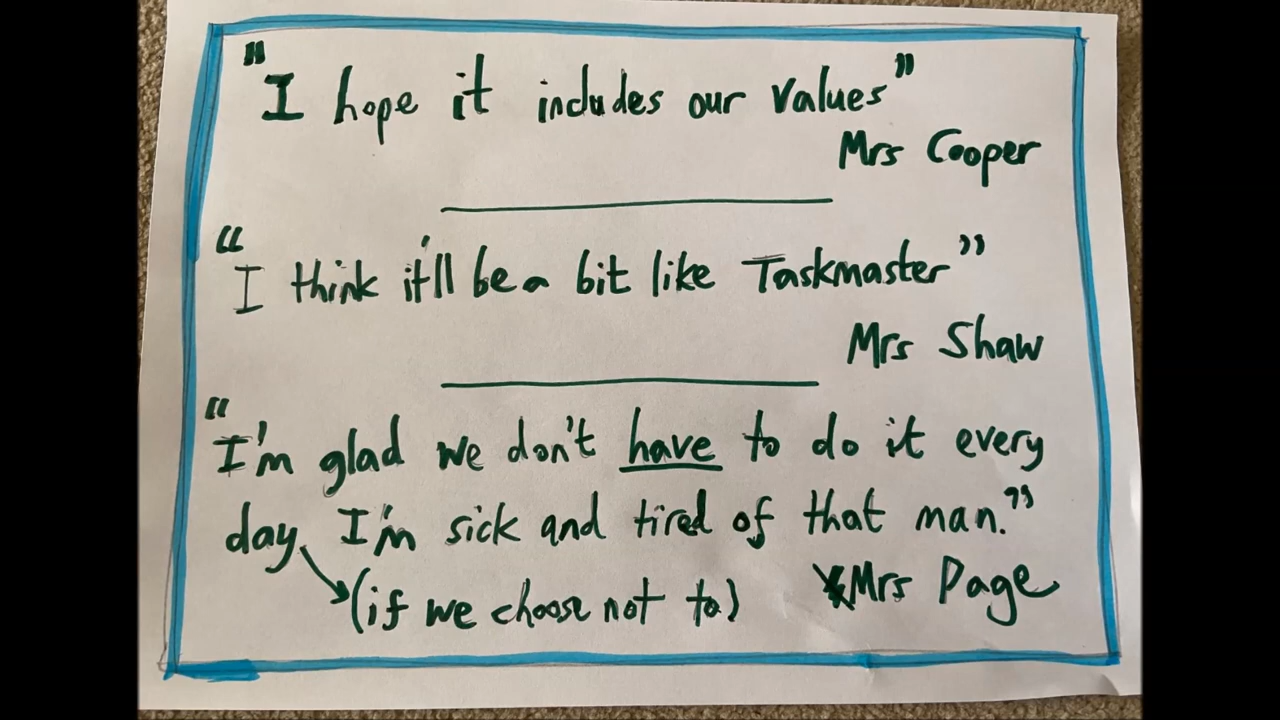 "I hope it includes our values"
Mrs Cooper
"I think it'll be a bit like Taskmaster"
Mrs Shaw
"I'm glad we don't have to do it every
day I'm sick and tired of that man."
(if we choose not to) Mrs Page